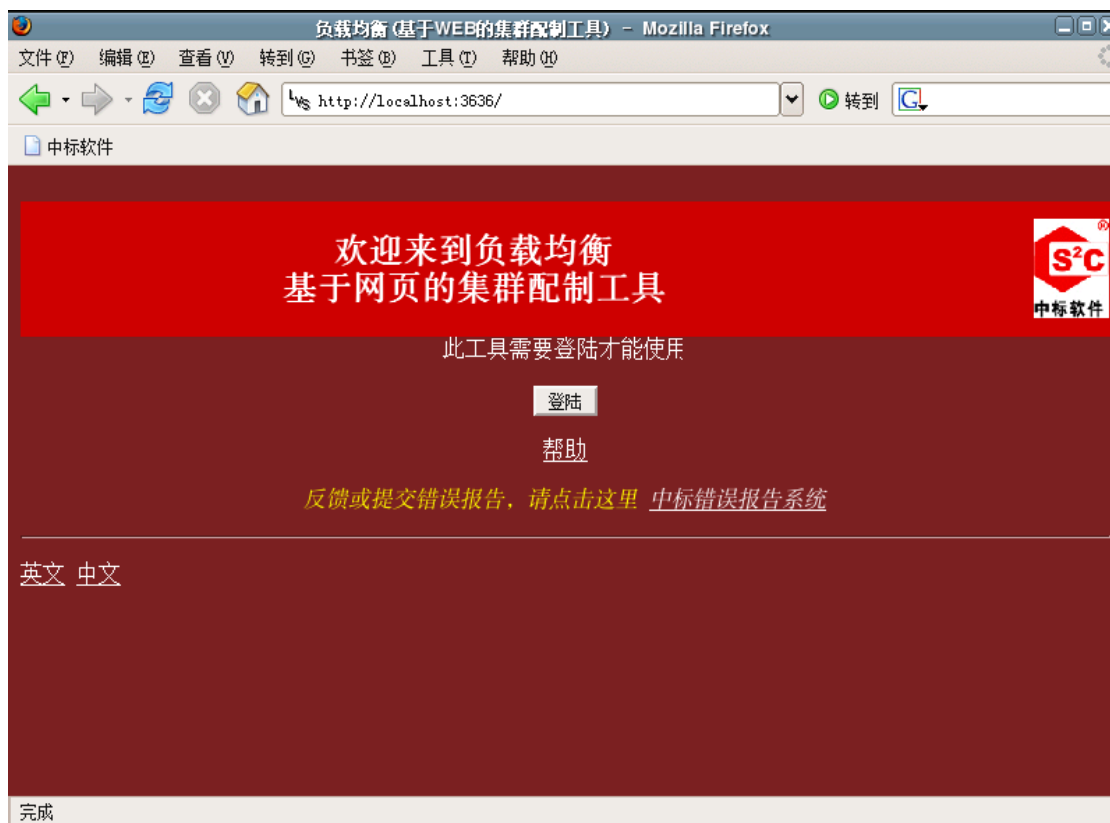 负载均衡(基于WEB的集群配制工具) - Mozilla Firefox
文件(F) 编辑(E) 查看(V) 转到(G) 书签(B) 工具(T) 帮助(H)
LVS http://localhost:3636/ 转到 G
中标软件
欢迎来到负载均衡
基于网页的集群配制工具
S²C ®
中标软件
此工具需要登陆才能使用
登陆
帮助
反馈或提交错误报告，请点击这里 中标错误报告系统
英文 中文
完成